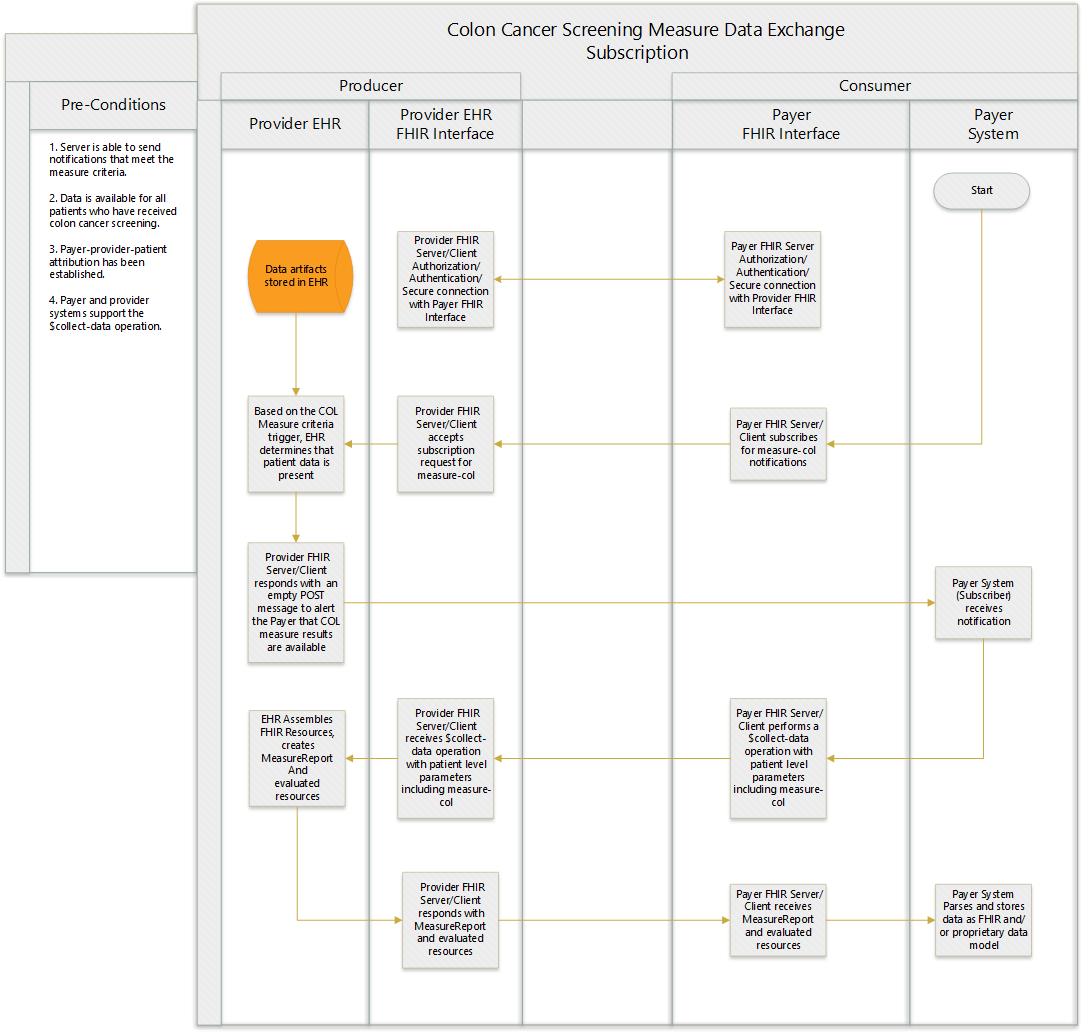 Colon Cancer Screening Measure Data Exchange
Subscription
Producer
Consumer
Pre-Conditions
Provider EHR
Provider EHR
FHIR Interface
Payer
FHIR Interface
Payer
System
1. Server is able to send
notifications that meet the
measure criteria.
2. Data is available for all
patients who have received
colon cancer screening.
3. Payer-provider-patient
attribution has been
established.
4. Payer and provider
systems support the
$collect-data operation.
Start
Data artifacts
stored in EHR
Provider FHIR
Server/Client
Authorization/
Authentication/
Secure connection
with Payer FHIR
Interface
Payer FHIR Server
Authorization/
Authentication/
Secure connection
with Provider FHIR
Interface
Based on the COL
Measure criteria
trigger, EHR
determines that
patient data is
present
Provider FHIR
Server/Client
accepts
subscription
request for
measure-col
Payer FHIR Server/
Client subscribes
for measure-col
notifications
Provider FHIR
Server/Client
responds with an
empty POST
message to alert
the Payer that COL
measure results
are available
Payer System
(Subscriber)
receives
notification
EHR Assembles
FHIR Resources,
creates
MeasureReport
And
evaluated
resources
Provider FHIR
Server/Client
receives $collect-
data operation
with patient level
parameters
including measure-
col
Payer FHIR Server/
Client performs a
$collect-data
operation with
patient level
parameters
including measure-
col
Provider FHIR
Server/Client
responds with
MeasureReport
and evaluated
resources
Payer FHIR Server/
Client receives
MeasureReport
and evaluated
resources
Payer System
Parses and stores
data as FHIR and/
or proprietary data
model